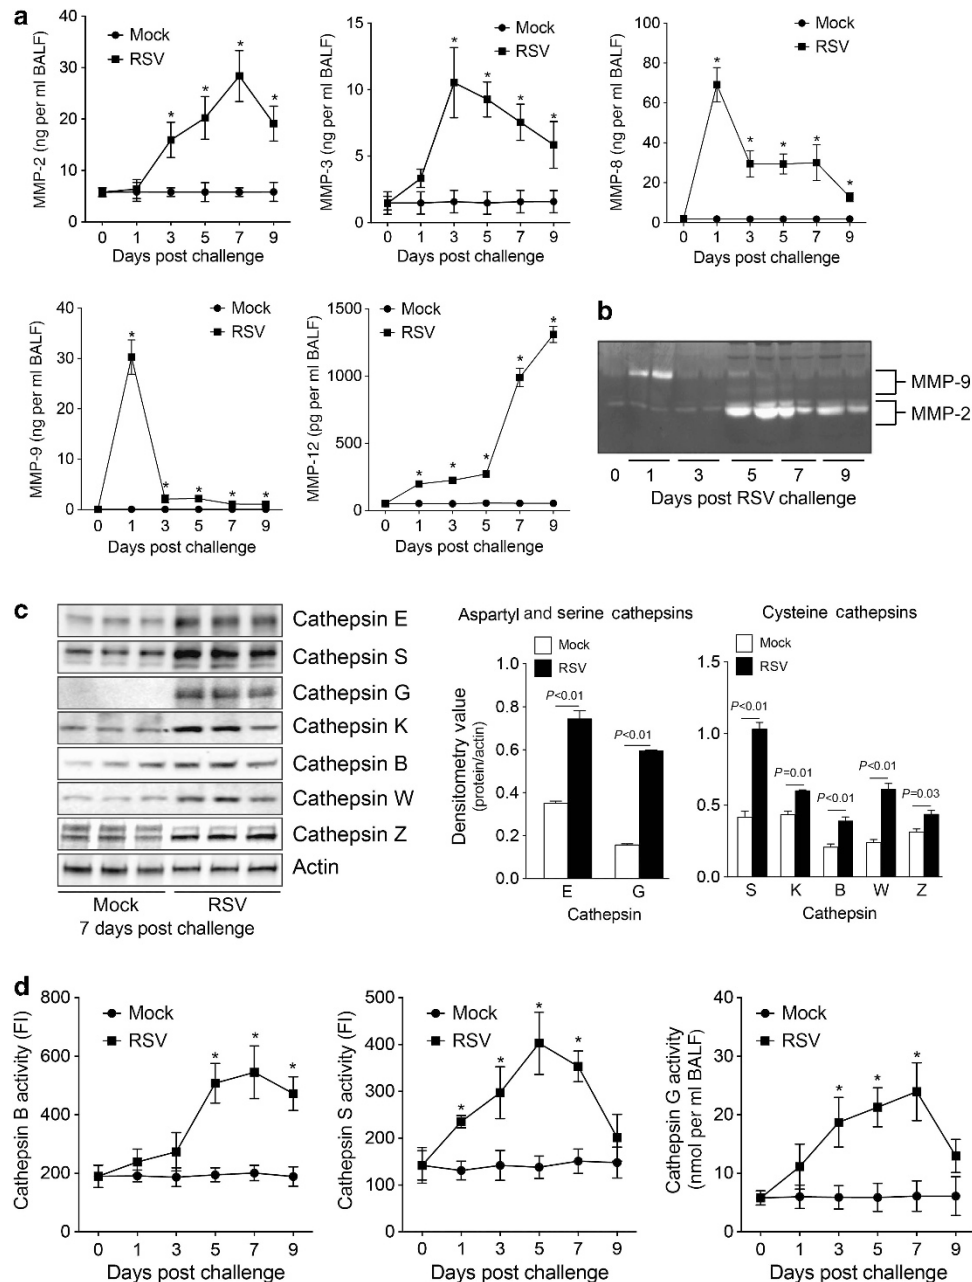 a
Mock
RSV
MMP-2 (ng per ml BALF)
40
30
20
10
0
* * * *
0 1 3 5 7 9
Days post challenge
Mock
RSV
MMP-3 (ng per ml BALF)
15
10
5
0
* * * *
0 1 3 5 7 9
Days post challenge
Mock
RSV
MMP-8 (ng per ml BALF)
100
80
60
40
20
0
* * * * *
0 1 3 5 7 9
Days post challenge
Mock
RSV
MMP-9 (ng per ml BALF)
40
30
20
10
0
* * * * *
0 1 3 5 7 9
Days post challenge
Mock
RSV
MMP-12 (pg per ml BALF)
1500
1000
500
0
* * * * *
0 1 3 5 7 9
Days post challenge
b
MMP-9
MMP-2
0 1 3 5 7 9
Days post RSV challenge
c
Cathepsin E
Cathepsin S
Cathepsin G
Cathepsin K
Cathepsin B
Cathepsin W
Cathepsin Z
Actin
Mock RSV
7 days post challenge
Aspartyl and serine cathepsins
Mock
RSV
Densitometry value
(protein/actin)
1.0
0.8
0.6
0.4
0.2
0
P<0.01
P<0.01
E G
Cathepsin
Cysteine cathepsins
Mock
RSV
1.5
1.0
0.5
0.0
P<0.01
P=0.01
P<0.01
P<0.01
P=0.03
S K B W Z
Cathepsin
d
Mock
RSV
Cathepsin B activity (FI)
800
600
400
200
0
* * *
0 1 3 5 7 9
Days post challenge
Mock
RSV
Cathepsin S activity (FI)
500
400
300
150
100
0
* * * *
0 1 3 5 7 9
Days post challenge
Mock
RSV
Cathepsin G activity
(nmol per ml BALF)
40
30
20
10
0
* * *
0 1 3 5 7 9
Days post challenge